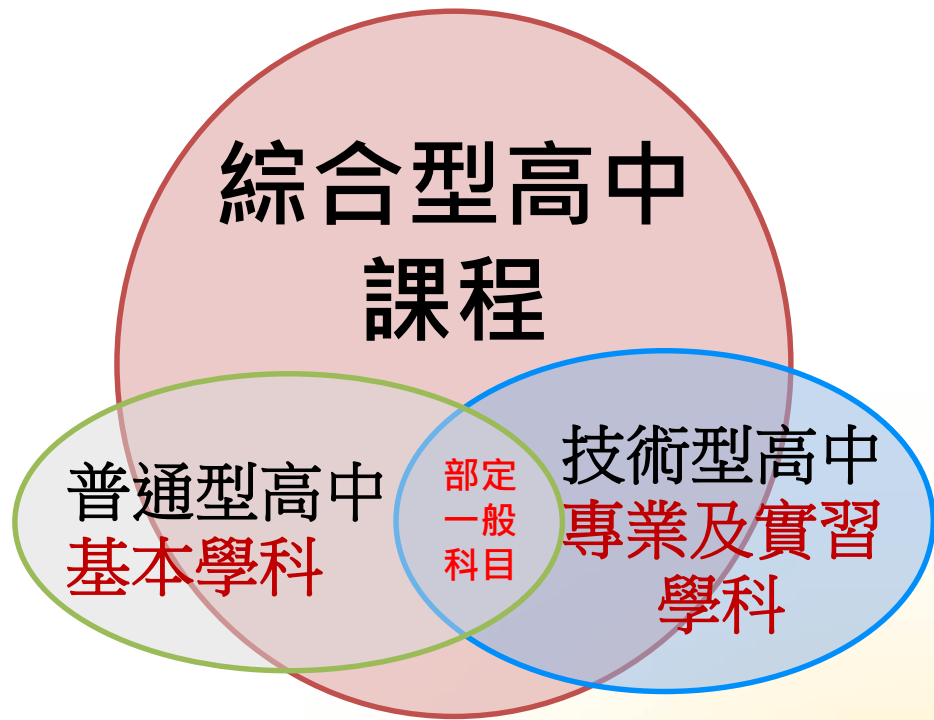 綜合型高中
課程
普通型高中
基本學科
部定
一般
科目
技術型高中
專業及實習
學科